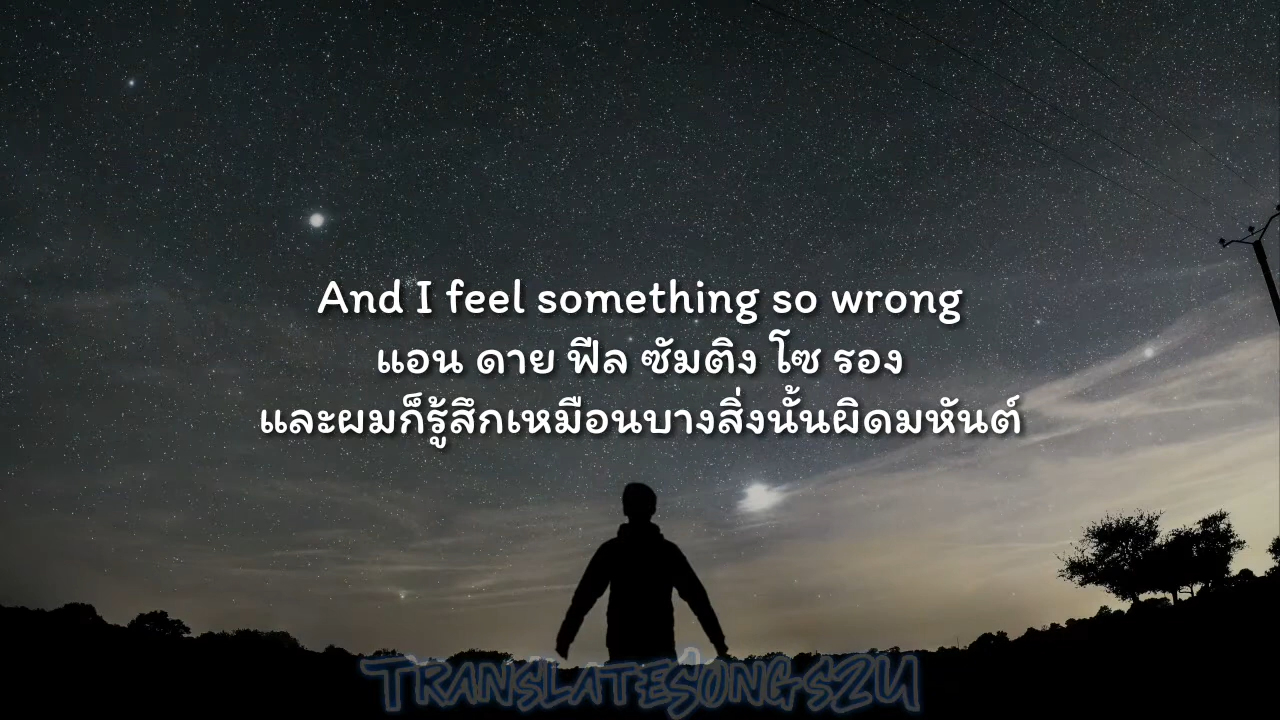 And I feel something so wrong
แอน ดาย ฟีล ซัมติง โซ รอง
และผมก็รู้สึกเหมือนบางสิ่งนั้นผิดมหันต์
TRANSLATESONGS2U